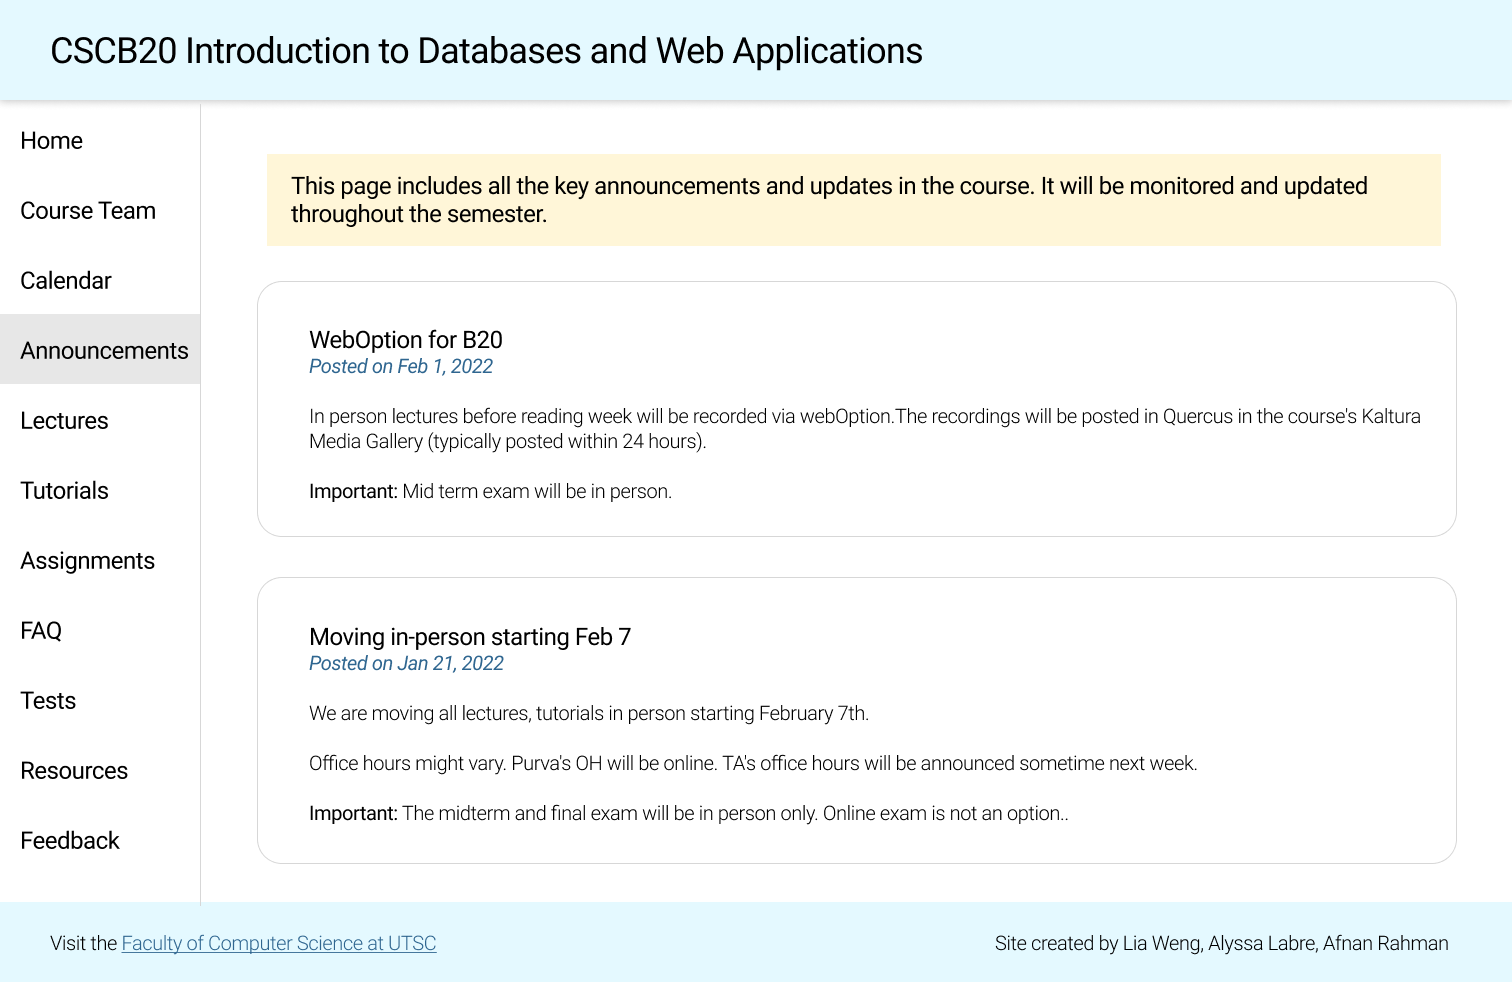 CSCB20 Introduction to Databases and Web Applications
Home
Course Team
Calendar
Announcements
Lectures
Tutorials
Assignments
FAQ
Tests
Resources
Feedback
This page includes all the key announcements and updates in the course. It will be monitored and updated
throughout the semester.
WebOption for B20
Posted on Feb 1, 2022
In person lectures before reading week will be recorded via webOption.The recordings will be posted in Quercus in the course's Kaltura
Media Gallery (typically posted within 24 hours).
Important: Mid term exam will be in person.
Moving in-person starting Feb 7
Posted on Jan 21, 2022
We are moving all lectures, tutorials in person starting February 7th.
Office hours might vary. Purva's OH will be online. TA's office hours will be announced sometime next week.
Important: The midterm and final exam will be in person only. Online exam is not an option..
Visit the Faculty of Computer Science at UTSC
Site created by Lia Weng, Alyssa Labre, Afnan Rahman